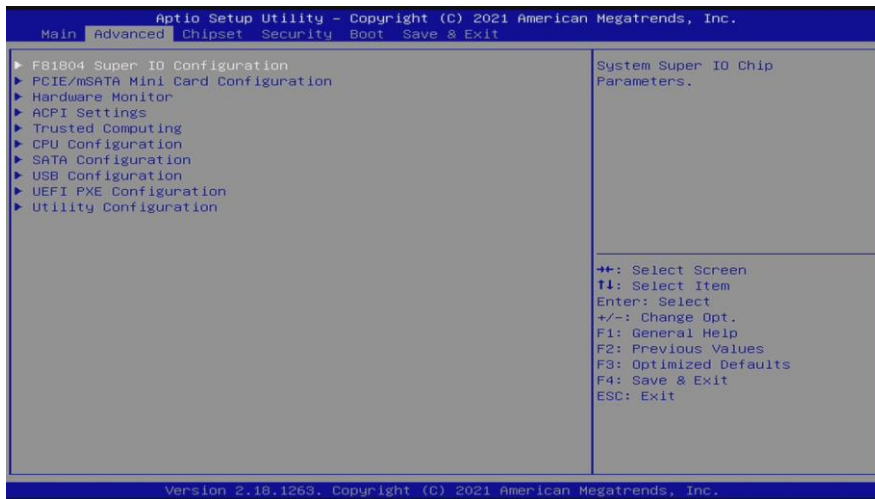 Aptio Setup Utility – Copyright (C) 2021 American Megatrends, Inc.
Main Advanced Chipset Security Boot Save & Exit
► F81804 Super IO Configuration
► PCIE/mSATA Mini Card Configuration
► Hardware Monitor
► ACPI Settings
► Trusted Computing
► CPU Configuration
► SATA Configuration
► USB Configuration
► UEFI PXE Configuration
► Utility Configuration
System Super IO Chip
Parameters.
→←: Select Screen
↑↓: Select Item
Enter: Select
+/-: Change Opt.
F1: General Help
F2: Previous Values
F3: Optimized Defaults
F4: Save & Exit
ESC: Exit
Version 2.18.1263. Copyright (C) 2021 American Megatrends, Inc.